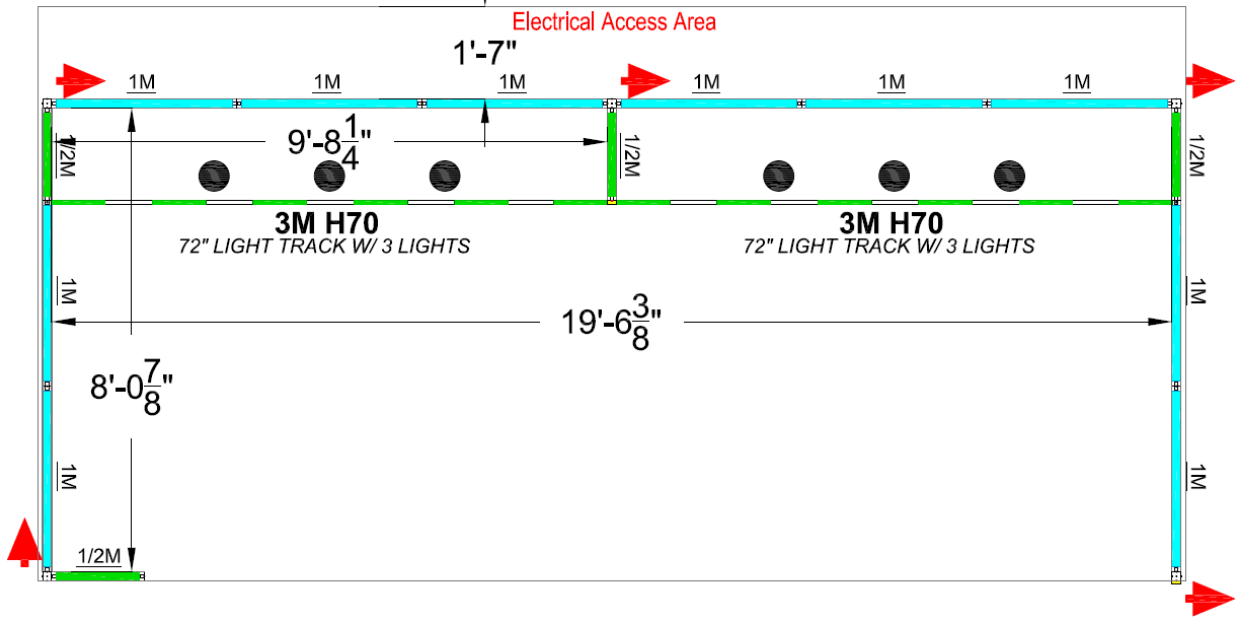 Electrical Access Area
1'-7"
1M
1M
1M
1M
1M
1M
1/2M
9'-8 1/4"
1/2M
1/2M
3M H70
72" LIGHT TRACK W/ 3 LIGHTS
3M H70
72" LIGHT TRACK W/ 3 LIGHTS
1M
1M
19'-6 3/8"
8'-0 7/8"
1M
1M
1/2M